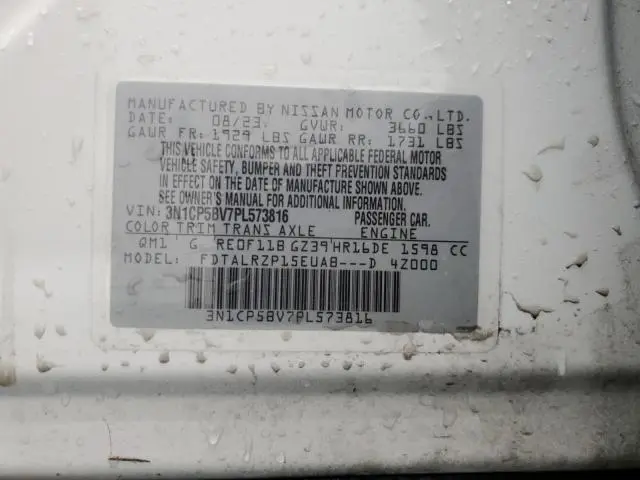 MANUFACTURED BY NISSAN MOTOR CO.,LTD.
DATE: 08/23 GVWR: 3660 LBS
GAWR FR: 1929 LBS GAWR RR: 1731 LBS
THIS VEHICLE CONFORMS TO ALL APPLICABLE FEDERAL MOTOR
VEHICLE SAFETY, BUMPER AND THEFT PREVENTION STANDARDS
IN EFFECT ON THE DATE OF MANUFACTURE SHOWN ABOVE.
SEE OWNER'S MANUAL FOR ADDITIONAL INFORMATION.
VIN: 3N1CP5BV7PL573816 PASSENGER CAR.
COLOR TRIM TRANS AXLE ENGINE
QM1 G RE0F11B GZ39 HR16DE 1598 CC
MODEL: FDTALRZP15EUAB---D 4Z000
3N1CP5BV7PL573816